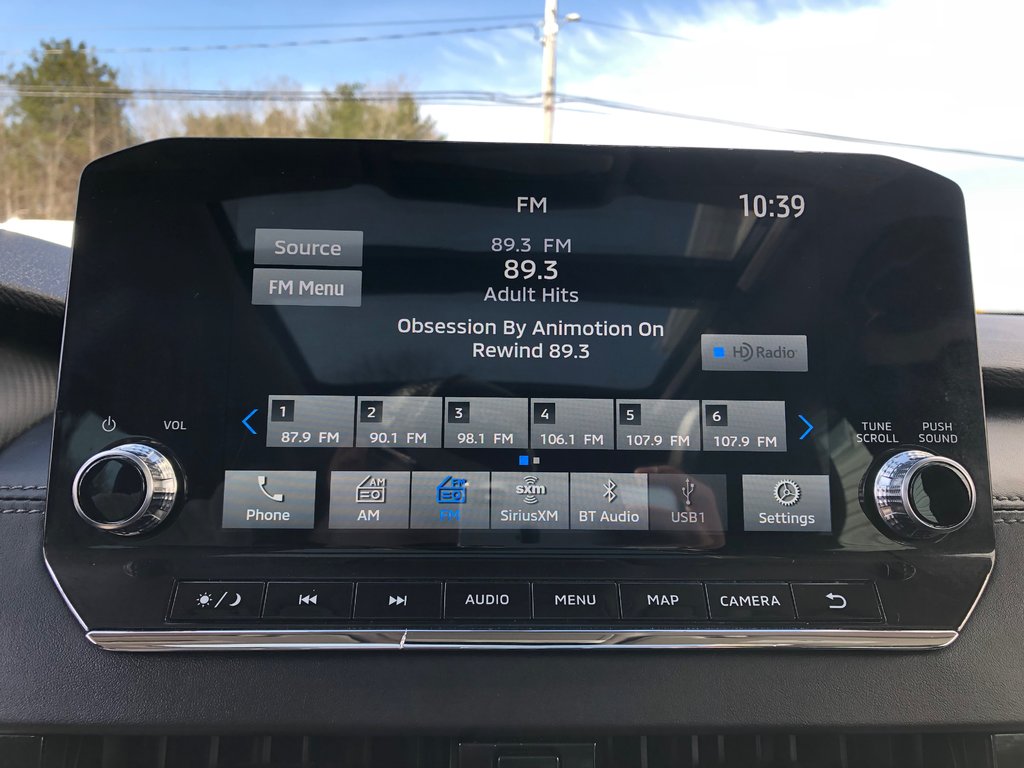 FM
10:39
Source
FM Menu
89.3 FM
89.3
Adult Hits
Obsession By Animotion On
Rewind 89.3
HD Radio
1
87.9 FM
2
90.1 FM
3
98.1 FM
4
106.1 FM
5
107.9 FM
6
107.9 FM
VOL
TUNE
SCROLL
PUSH
SOUND
Phone
AM
AM
FM
FM
sxm
SiriusXM
BT Audio
USB1
Settings
AUDIO
MENU
MAP
CAMERA